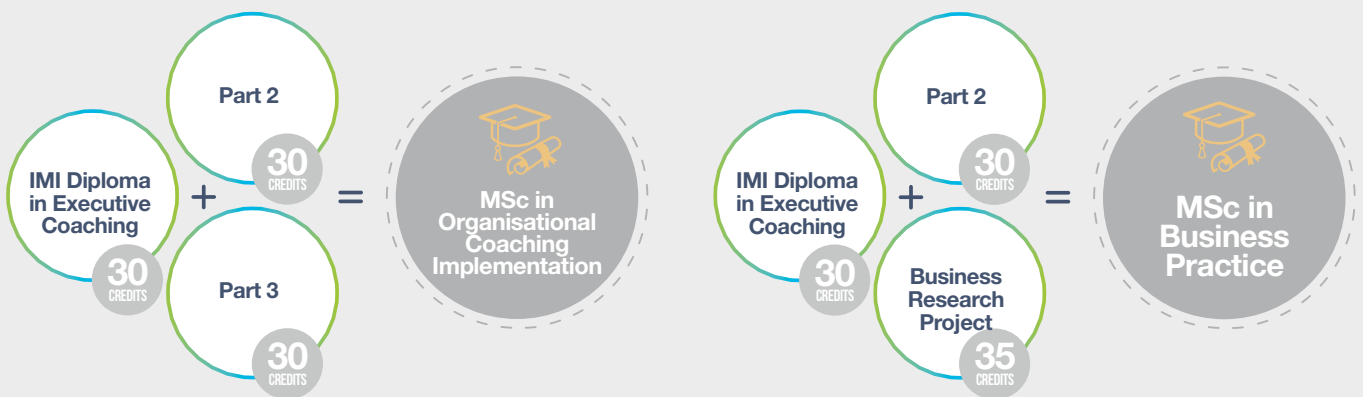 Part 2
30
CREDITS
IMI Diploma
in Executive
Coaching
30
CREDITS
+
Part 3
30
CREDITS
=
MSc in
Organisational
Coaching
Implementation
Part 2
30
CREDITS
IMI Diploma
in Executive
Coaching
30
CREDITS
+
Business
Research
Project
35
CREDITS
=
MSc in
Business
Practice